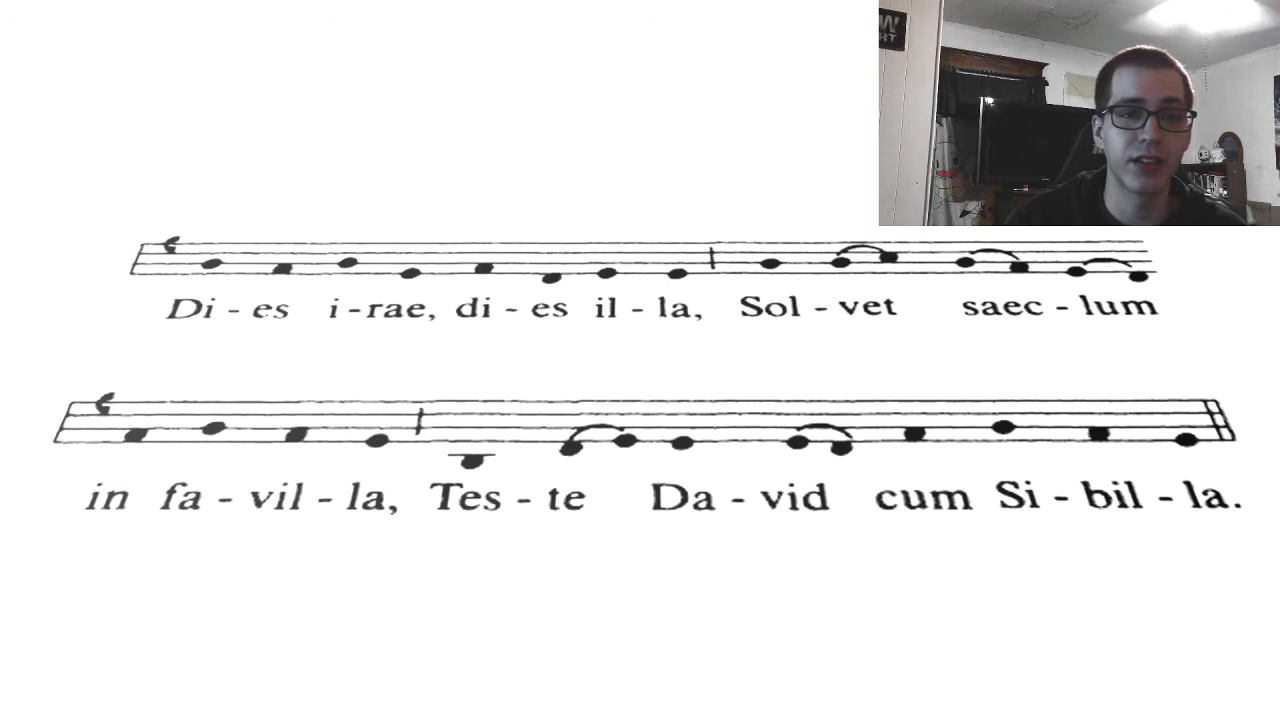 Di - es i - rae, di - es il - la, Sol - vet saec - lum
in fa - vil - la, Tes - te Da - vid cum Si - bil - la.